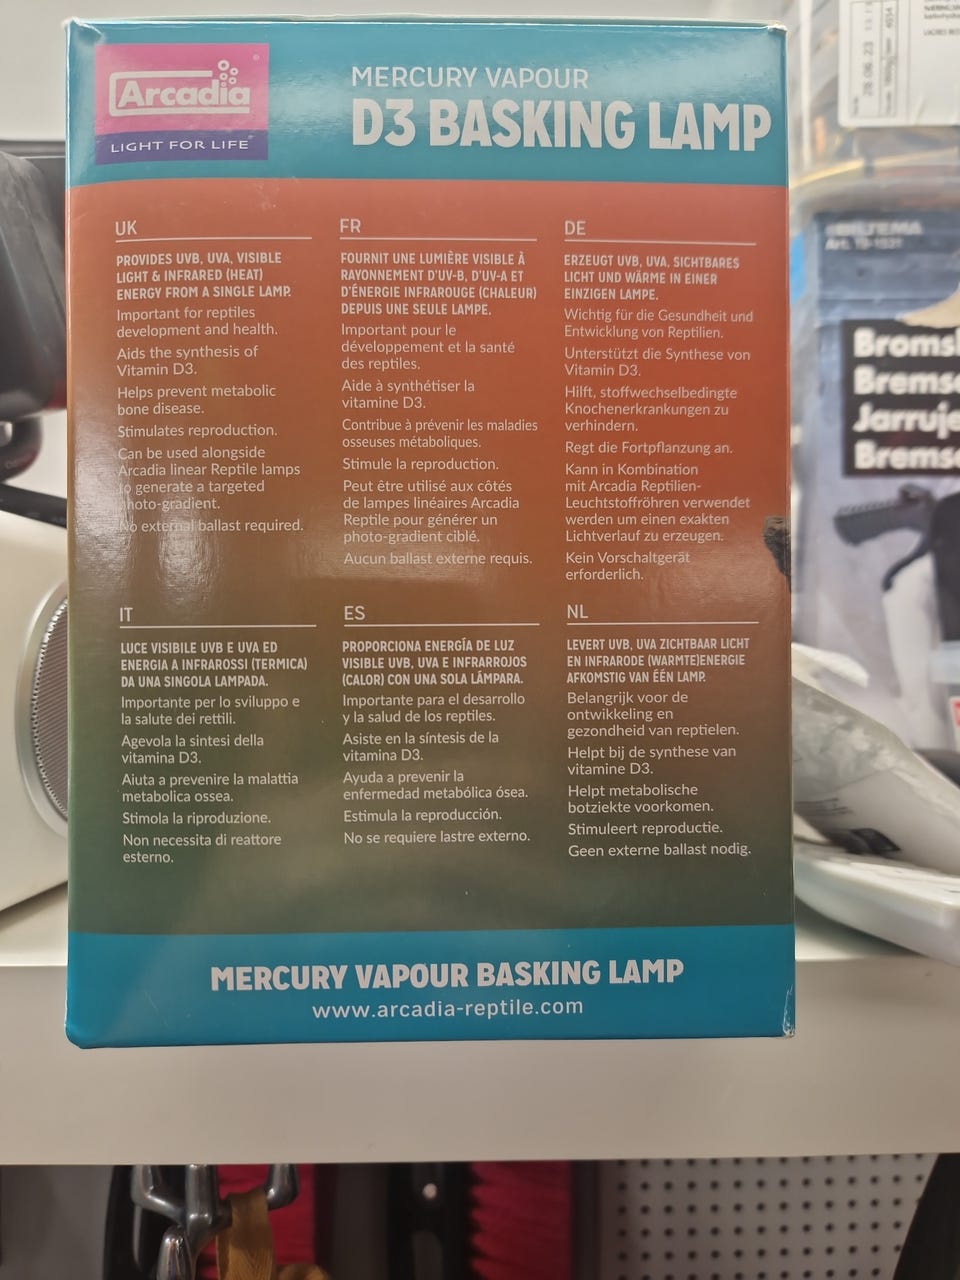 Arcadia
LIGHT FOR LIFE
MERCURY VAPOUR
D3 BASKING LAMP
UK
PROVIDES UVB, UVA, VISIBLE
LIGHT & INFRARED (HEAT)
ENERGY FROM A SINGLE LAMP.
Important for reptiles
development and health.
Aids the synthesis of
Vitamin D3.
Helps prevent metabolic
bone disease.
Stimulates reproduction.
Can be used alongside
Arcadia linear Reptile lamps
to generate a targeted
photo-gradient.
No external ballast required.
FR
FOURNIT UNE LUMIÈRE VISIBLE À
RAYONNEMENT D'UV-B, D'UV-A ET
D'ÉNERGIE INFRAROUGE (CHALEUR)
DEPUIS UNE SEULE LAMPE.
Important pour le
développement et la santé
des reptiles.
Aide à synthétiser la
vitamine D3.
Contribue à prévenir les maladies
osseuses métaboliques.
Stimule la reproduction.
Peut être utilisé aux côtés
de lampes linéaires Arcadia
Reptile pour générer un
photo-gradient ciblé.
Aucun ballast externe requis.
DE
ERZEUGT UVB, UVA, SICHTBARES
LICHT UND WÄRME IN EINER
EINZIGEN LAMPE.
Wichtig für die Gesundheit und
Entwicklung von Reptilien.
Unterstützt die Synthese von
Vitamin D3.
Hilft, stoffwechselbedingte
Knochenerkrankungen zu
verhindern.
Regt die Fortpflanzung an.
Kann in Kombination
mit Arcadia Reptilien-
Leuchtstoffröhren verwendet
werden um einen exakten
Lichtverlauf zu erzeugen.
Kein Vorschaltgerät
erforderlich.
IT
LUCE VISIBILE UVB E UVA ED
ENERGIA A INFRAROSSI (TERMICA)
DA UNA SINGOLA LAMPADA.
Importante per lo sviluppo e
la salute dei rettili.
Agevola la sintesi della
vitamina D3.
Aiuta a prevenire la malattia
metabolica ossea.
Stimola la riproduzione.
Non necessita di reattore
esterno.
ES
PROPORCIONA ENERGÍA DE LUZ
VISIBLE UVB, UVA E INFRARROJOS
(CALOR) CON UNA SOLA LÁMPARA.
Importante para el desarrollo
y la salud de los reptiles.
Asiste en la síntesis de la
vitamina D3.
Ayuda a prevenir la
enfermedad metabólica ósea.
Estimula la reproducción.
No se requiere lastre externo.
NL
LEVERT UVB, UVA ZICHTBAAR LICHT
EN INFRARODE (WARMTE)ENERGIE
AFKOMSTIG VAN ÉÉN LAMP.
Belangrijk voor de
ontwikkeling en
gezondheid van reptielen.
Helpt bij de synthese van
vitamine D3.
Helpt metabolische
botziekte voorkomen.
Stimuleert reproductie.
Geen externe ballast nodig.
MERCURY VAPOUR BASKING LAMP
www.arcadia-reptile.com
BILTEMA
Broms
Bremse
Jarruje
Bremse